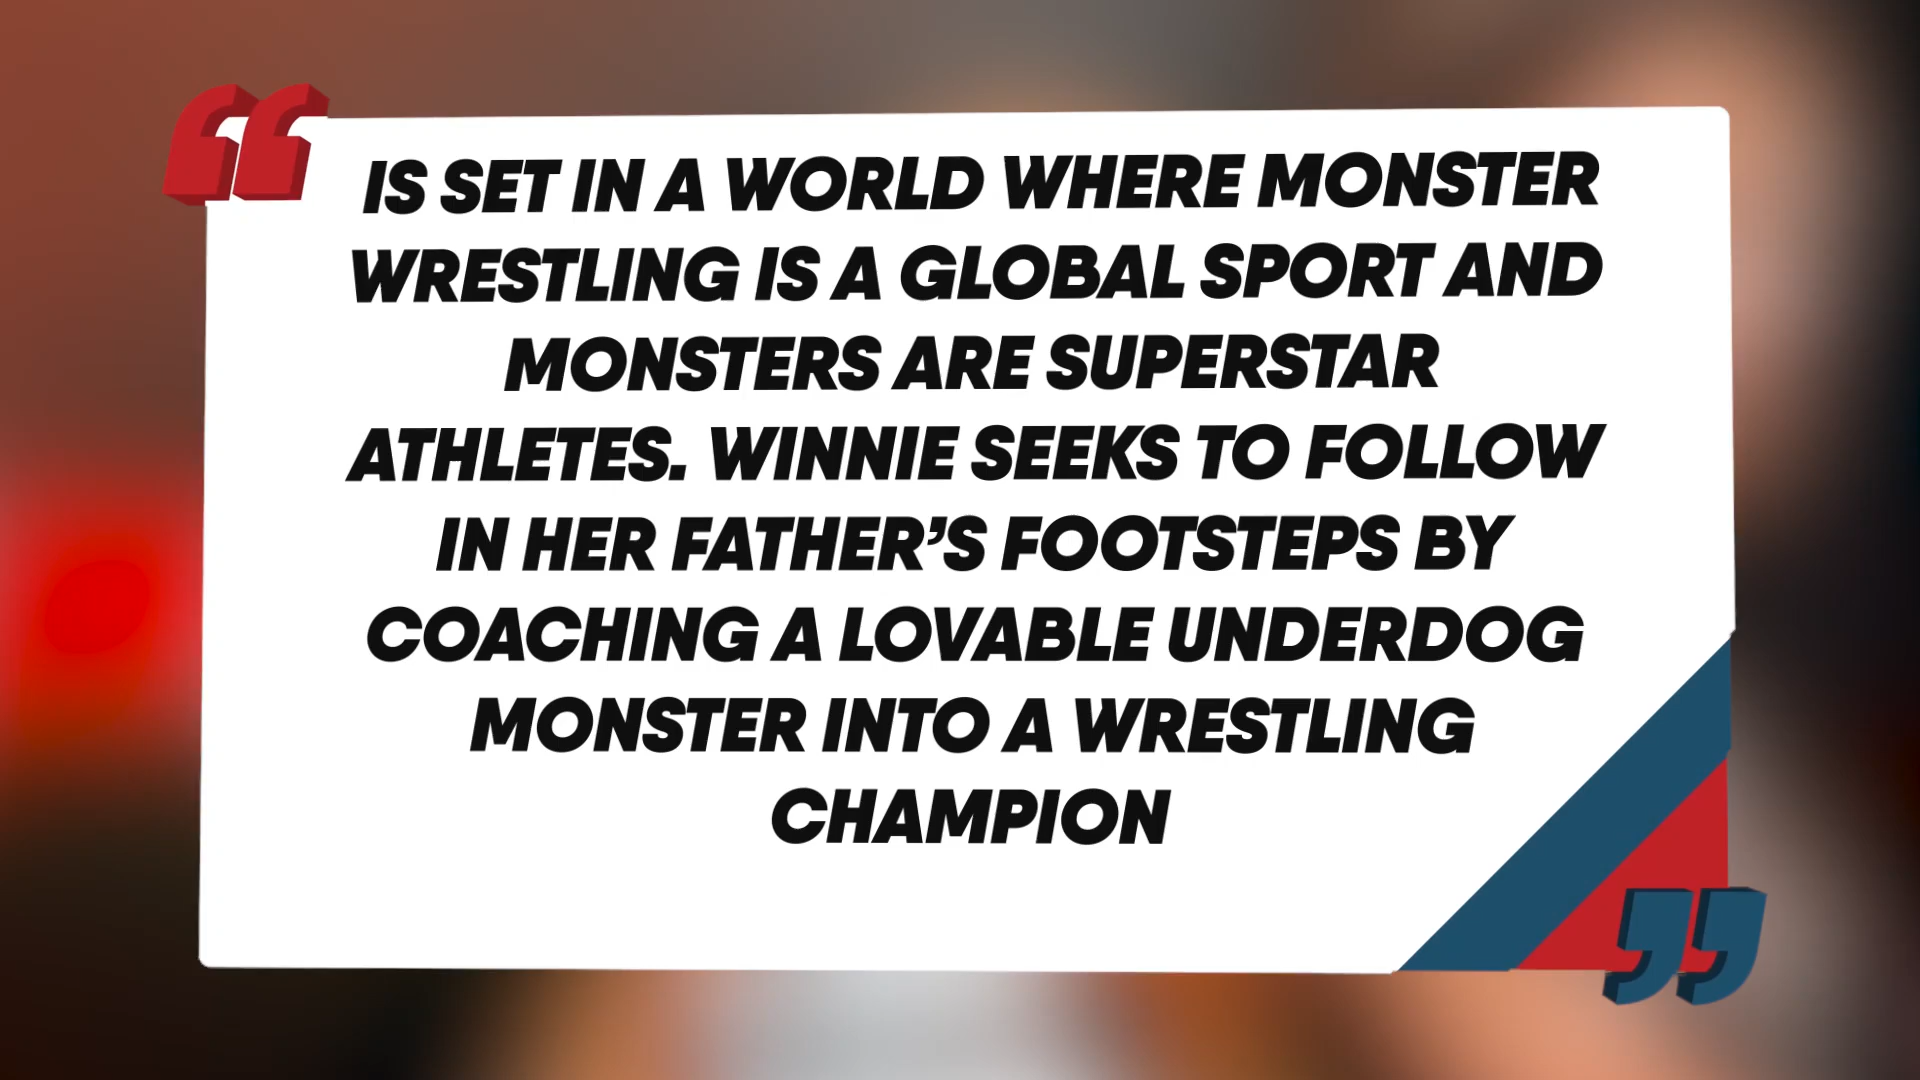 IS SET IN A WORLD WHERE MONSTER
WRESTLING IS A GLOBAL SPORT AND
MONSTERS ARE SUPERSTAR
ATHLETES. WINNIE SEEKS TO FOLLOW
IN HER FATHER’S FOOTSTEPS BY
COACHING A LOVABLE UNDERDOG
MONSTER INTO A WRESTLING
CHAMPION